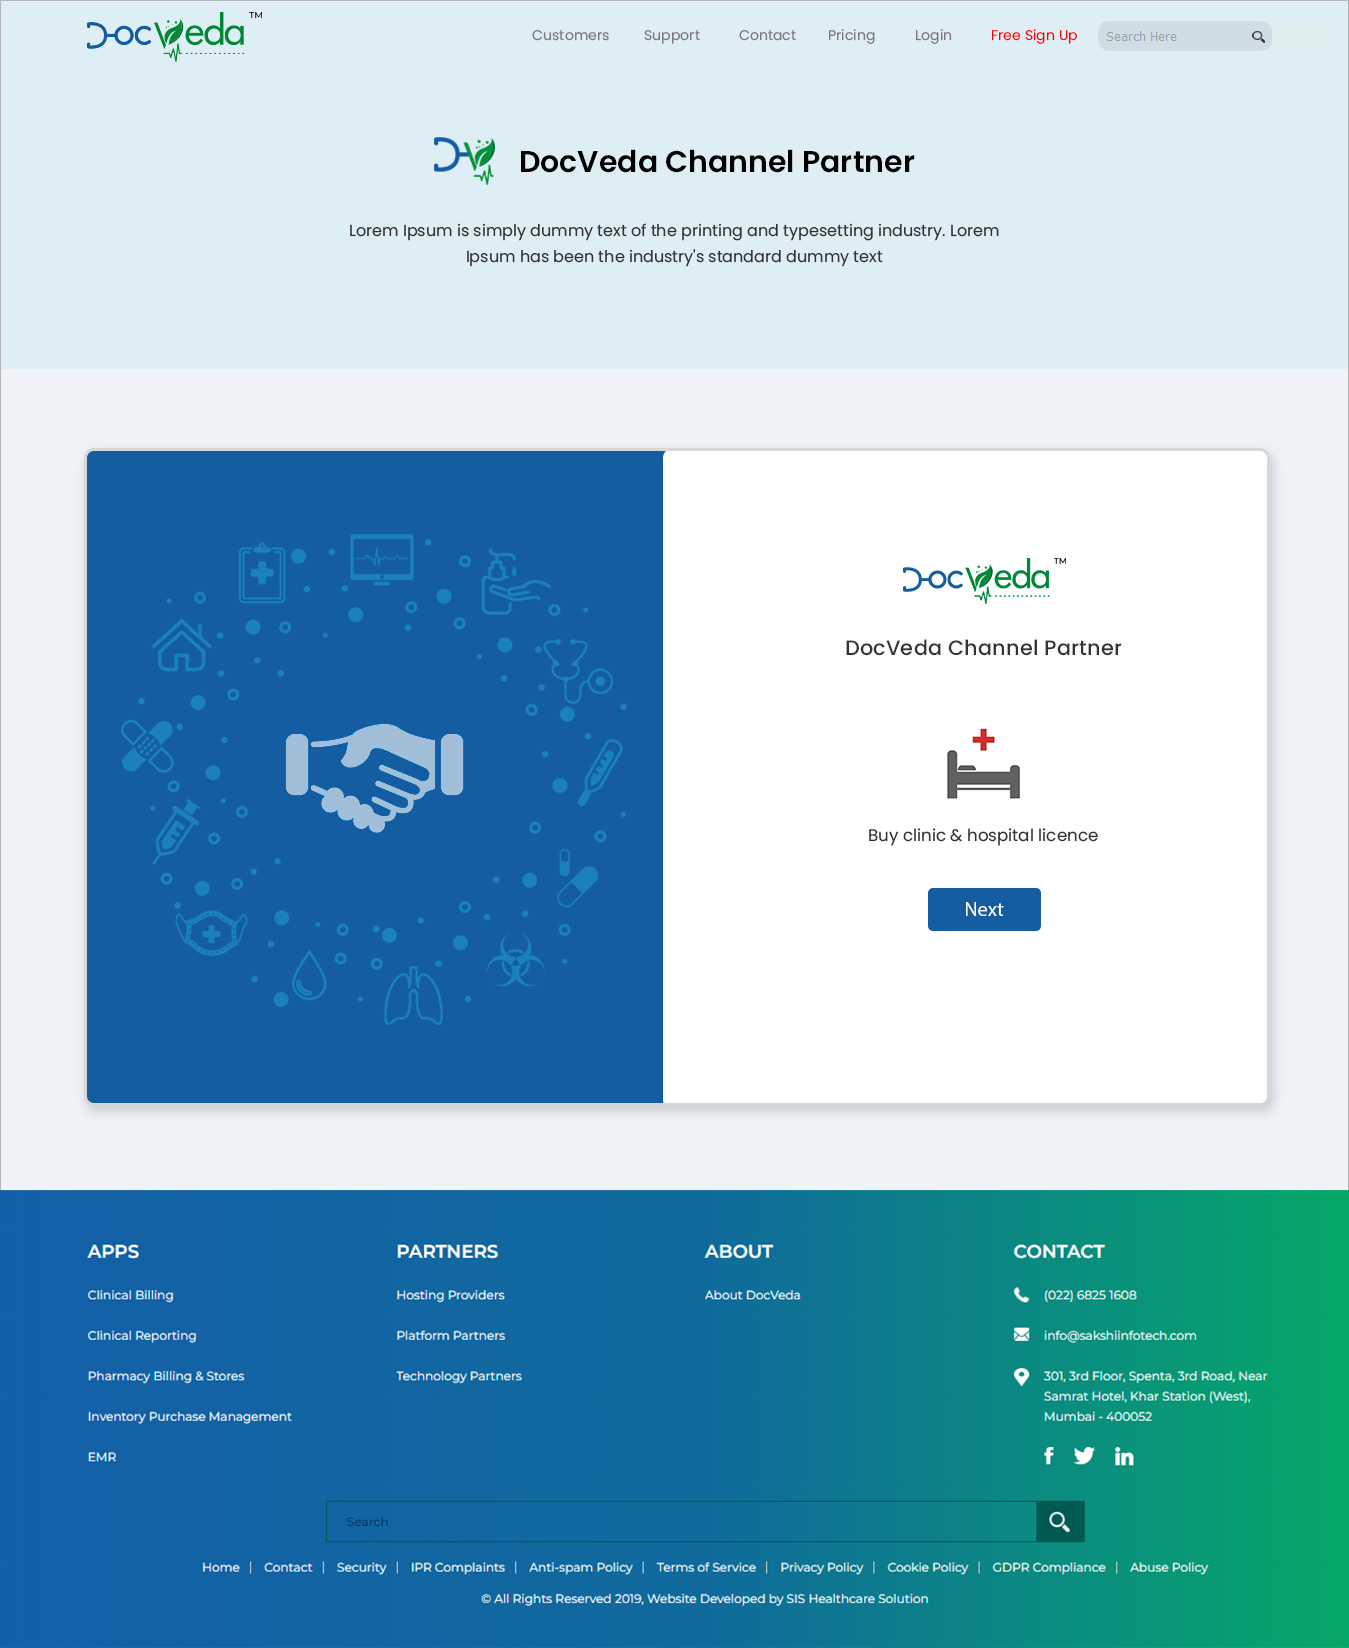 DocVeda™
Customers Support Contact Pricing Login Free Sign Up Search Here
DocVeda Channel Partner
Lorem Ipsum is simply dummy text of the printing and typesetting industry. Lorem
Ipsum has been the industry's standard dummy text
DocVeda™
DocVeda Channel Partner
Buy clinic & hospital licence
Next
APPS
Clinical Billing
Clinical Reporting
Pharmacy Billing & Stores
Inventory Purchase Management
EMR
PARTNERS
Hosting Providers
Platform Partners
Technology Partners
ABOUT
About DocVeda
CONTACT
(022) 6825 1608
info@sakshiinfotech.com
301, 3rd Floor, Spenta, 3rd Road, Near
Samrat Hotel, Khar Station (West),
Mumbai - 400052
Search
Home | Contact | Security | IPR Complaints | Anti-spam Policy | Terms of Service | Privacy Policy | Cookie Policy | GDPR Compliance | Abuse Policy
© All Rights Reserved 2019, Website Developed by SIS Healthcare Solution